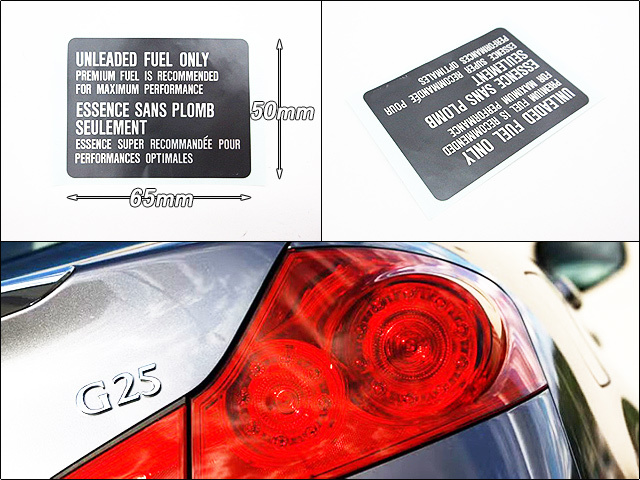 UNLEADED FUEL ONLY
PREMIUM FUEL IS RECOMMENDED
FOR MAXIMUM PERFORMANCE
ESSENCE SANS PLOMB
SEULEMENT
ESSENCE SUPER RECOMMANDÉE POUR
PERFORMANCES OPTIMALES
50mm
65mm
UNLEADED FUEL ONLY
PREMIUM FUEL IS RECOMMENDED
FOR MAXIMUM PERFORMANCE
ESSENCE SANS PLOMB
SEULEMENT
ESSENCE SUPER RECOMMANDÉE POUR
PERFORMANCES OPTIMALES
G25